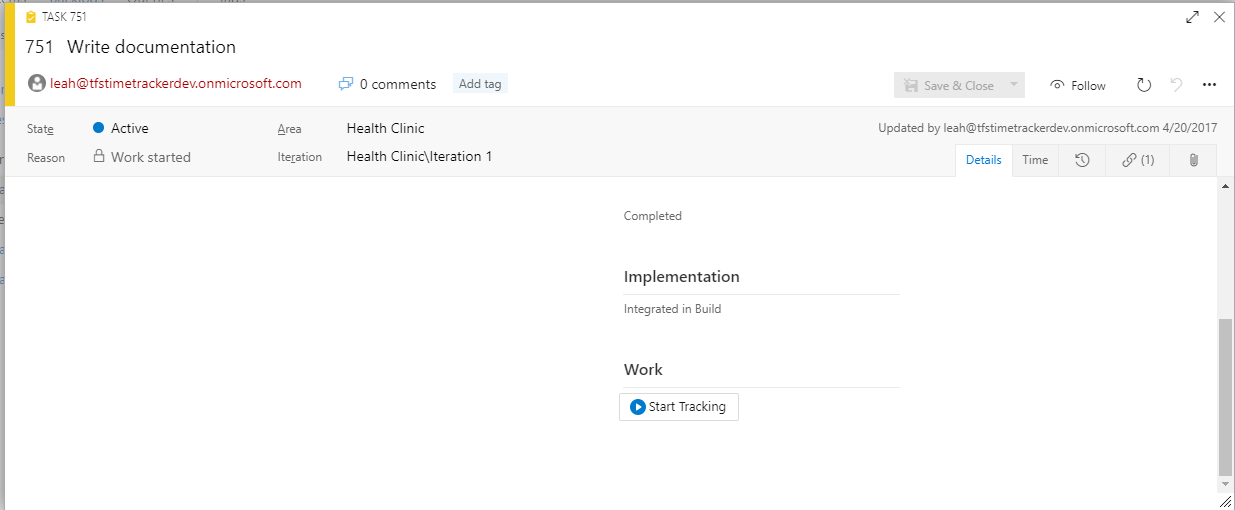 TASK 751
751 Write documentation
leah@tfstimetrackerdev.onmicrosoft.com 0 comments Add tag Save & Close Follow
State Active Area Health Clinic Updated by leah@tfstimetrackerdev.onmicrosoft.com 4/20/2017
Reason Work started Iteration Health Clinic\Iteration 1 Details Time (1)
Completed
Implementation
Integrated in Build
Work
Start Tracking